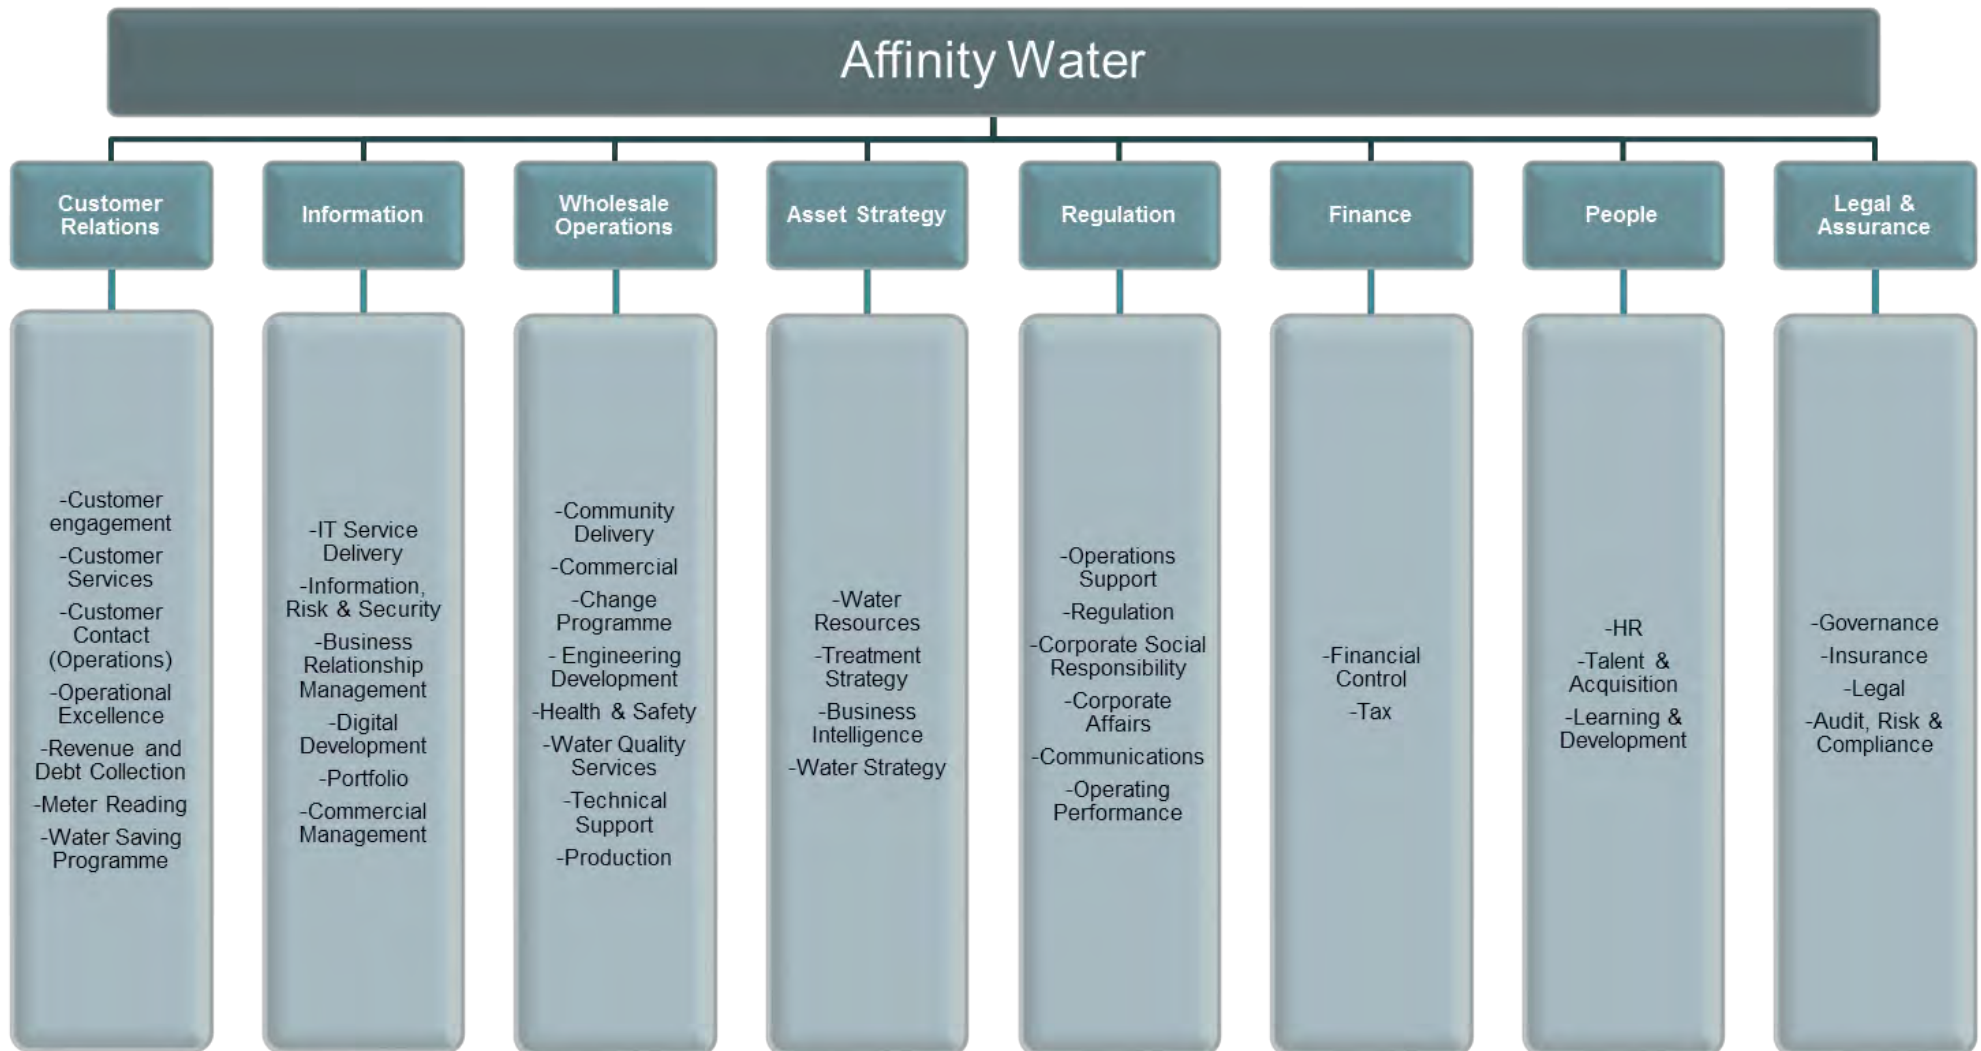 Affinity Water
Customer
Relations
Information
Wholesale
Operations
Asset Strategy
Regulation
Finance
People
Legal &
Assurance
-Customer
engagement
-Customer
Services
-Customer
Contact
(Operations)
-Operational
Excellence
-Revenue and
Debt Collection
-Meter Reading
-Water Saving
Programme
-IT Service
Delivery
-Information,
Risk & Security
-Business
Relationship
Management
-Digital
Development
-Portfolio
-Commercial
Management
-Community
Delivery
-Commercial
-Change
Programme
- Engineering
Development
-Health & Safety
-Water Quality
Services
-Technical
Support
-Production
-Water
Resources
-Treatment
Strategy
-Business
Intelligence
-Water Strategy
-Operations
Support
-Regulation
-Corporate Social
Responsibility
-Corporate
Affairs
-Communications
-Operating
Performance
-Financial
Control
-Tax
-HR
-Talent &
Acquisition
-Learning &
Development
-Governance
-Insurance
-Legal
-Audit, Risk &
Compliance